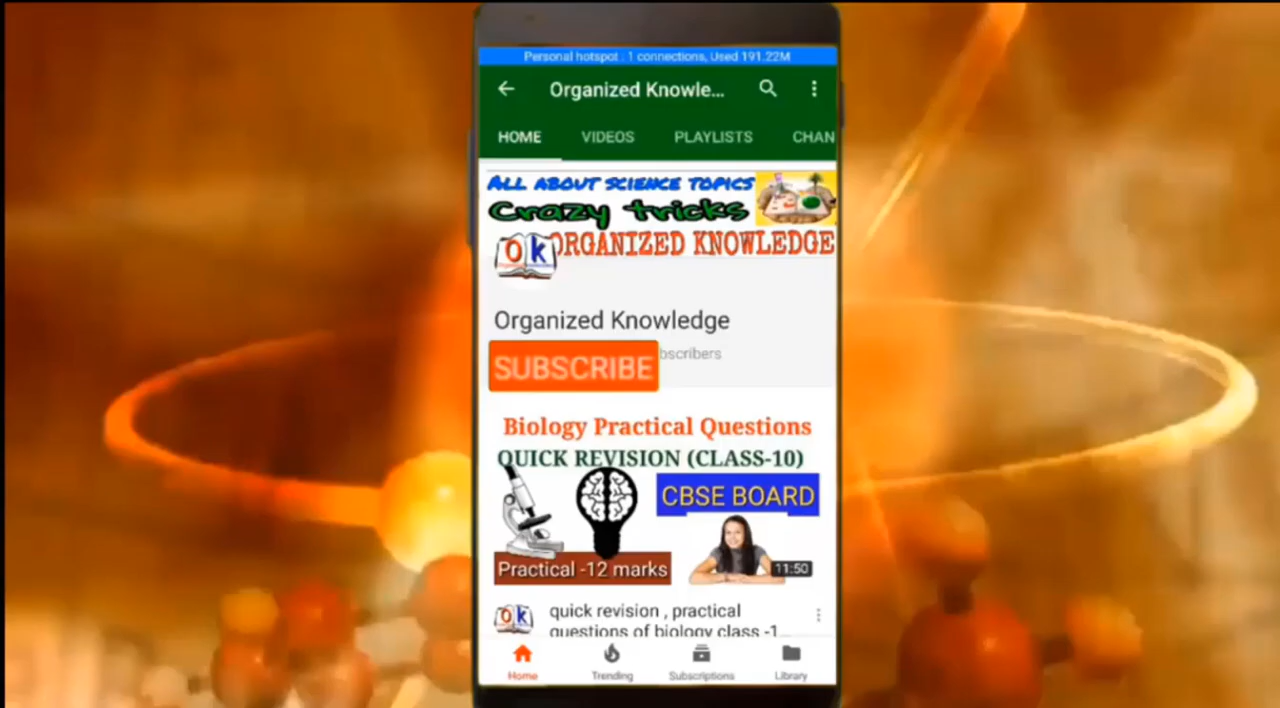 Personal hotspot : 1 connections, Used 191.22M
Organized Knowle...
HOME VIDEOS PLAYLISTS CHAN
ALL ABOUT SCIENCE TOPICS
Crazy tricks
ok ORGANIZED KNOWLEDGE
Organized Knowledge
SUBSCRIBE bscribers
Biology Practical Questions
QUICK REVISION (CLASS-10)
CBSE BOARD
Practical -12 marks
11:50
ok quick revision , practical
questions of biology class -1...
Home Trending Subscriptions Library